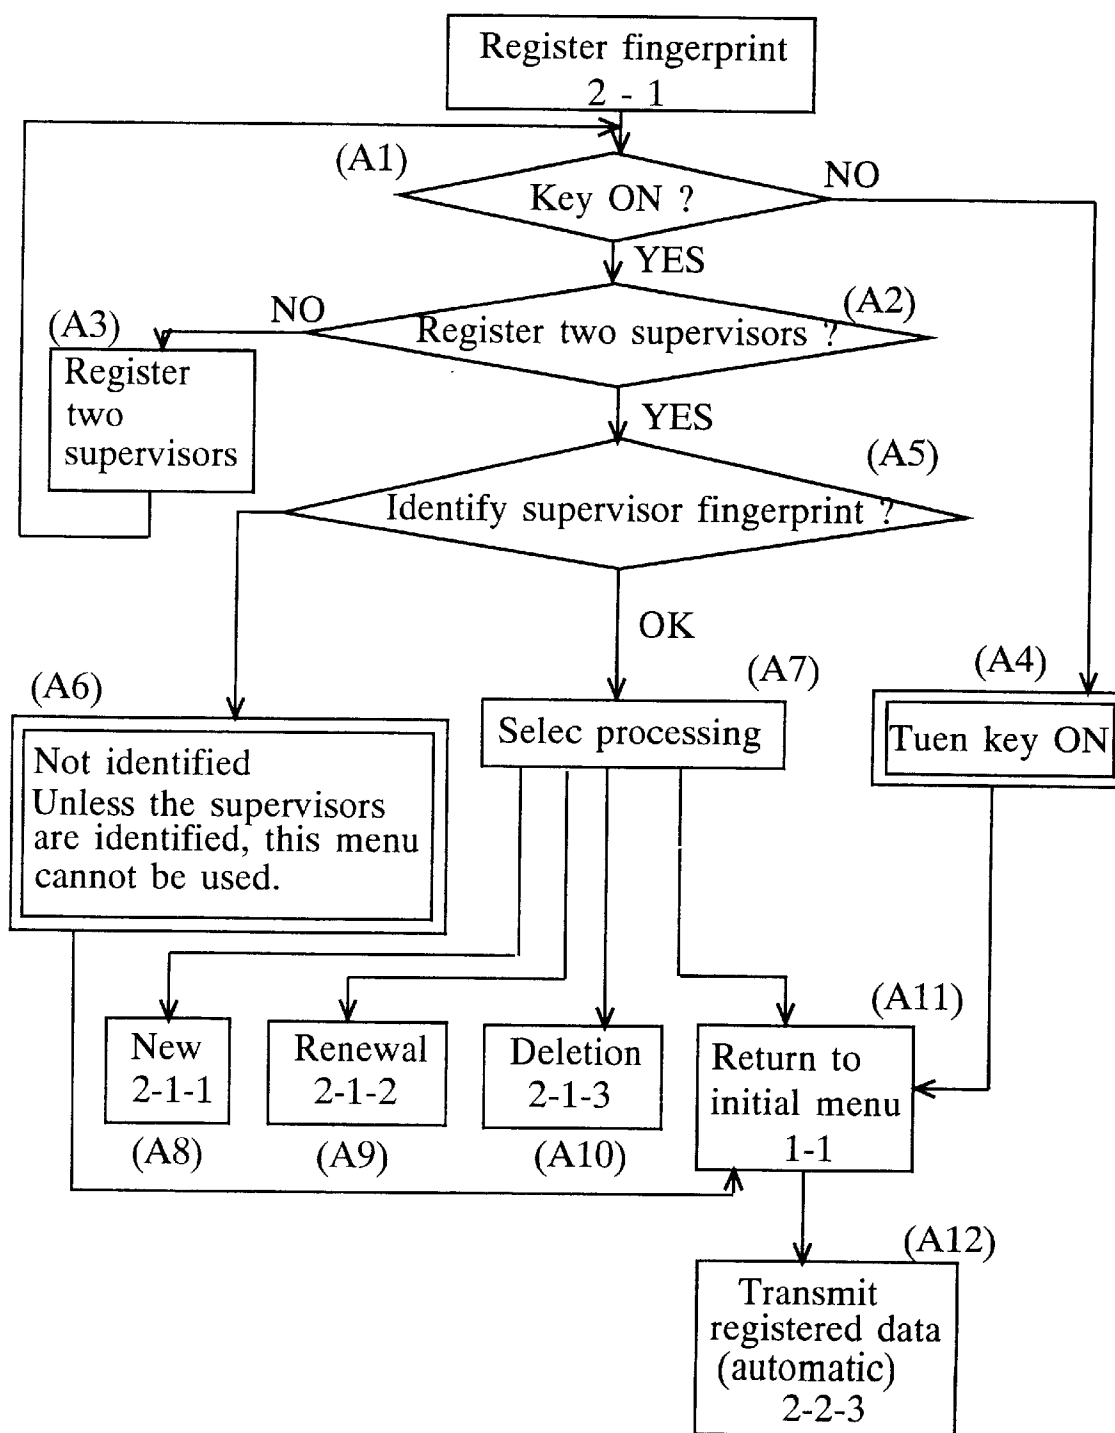 Register fingerprint
2 - 1
(A1)
Key ON ?
NO
YES
(A2)
NO
Register two supervisors ?
(A3)
Register
two
supervisors
YES
(A5)
Identify supervisor fingerprint ?
OK
(A6)
Not identified
Unless the supervisors
are identified, this menu
cannot be used.
(A7)
Selec processing
(A4)
Tuen key ON
New
2-1-1
(A8)
Renewal
2-1-2
(A9)
Deletion
2-1-3
(A10)
(A11)
Return to
initial menu
1-1
(A12)
Transmit
registered data
(automatic)
2-2-3